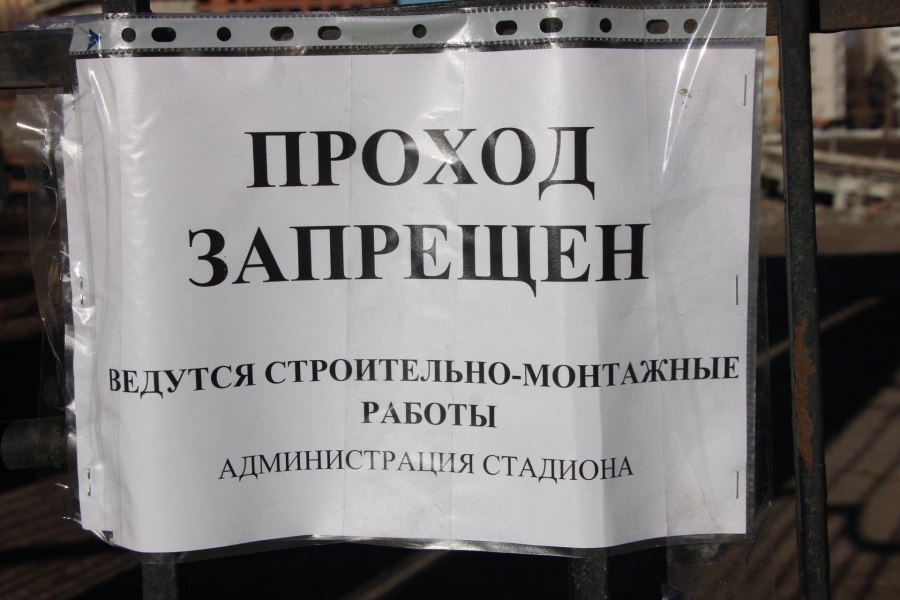 ПРОХОД
ЗАПРЕЩЕН
ВЕДУТСЯ СТРОИТЕЛЬНО-МОНТАЖНЫЕ
РАБОТЫ
АДМИНИСТРАЦИЯ СТАДИОНА